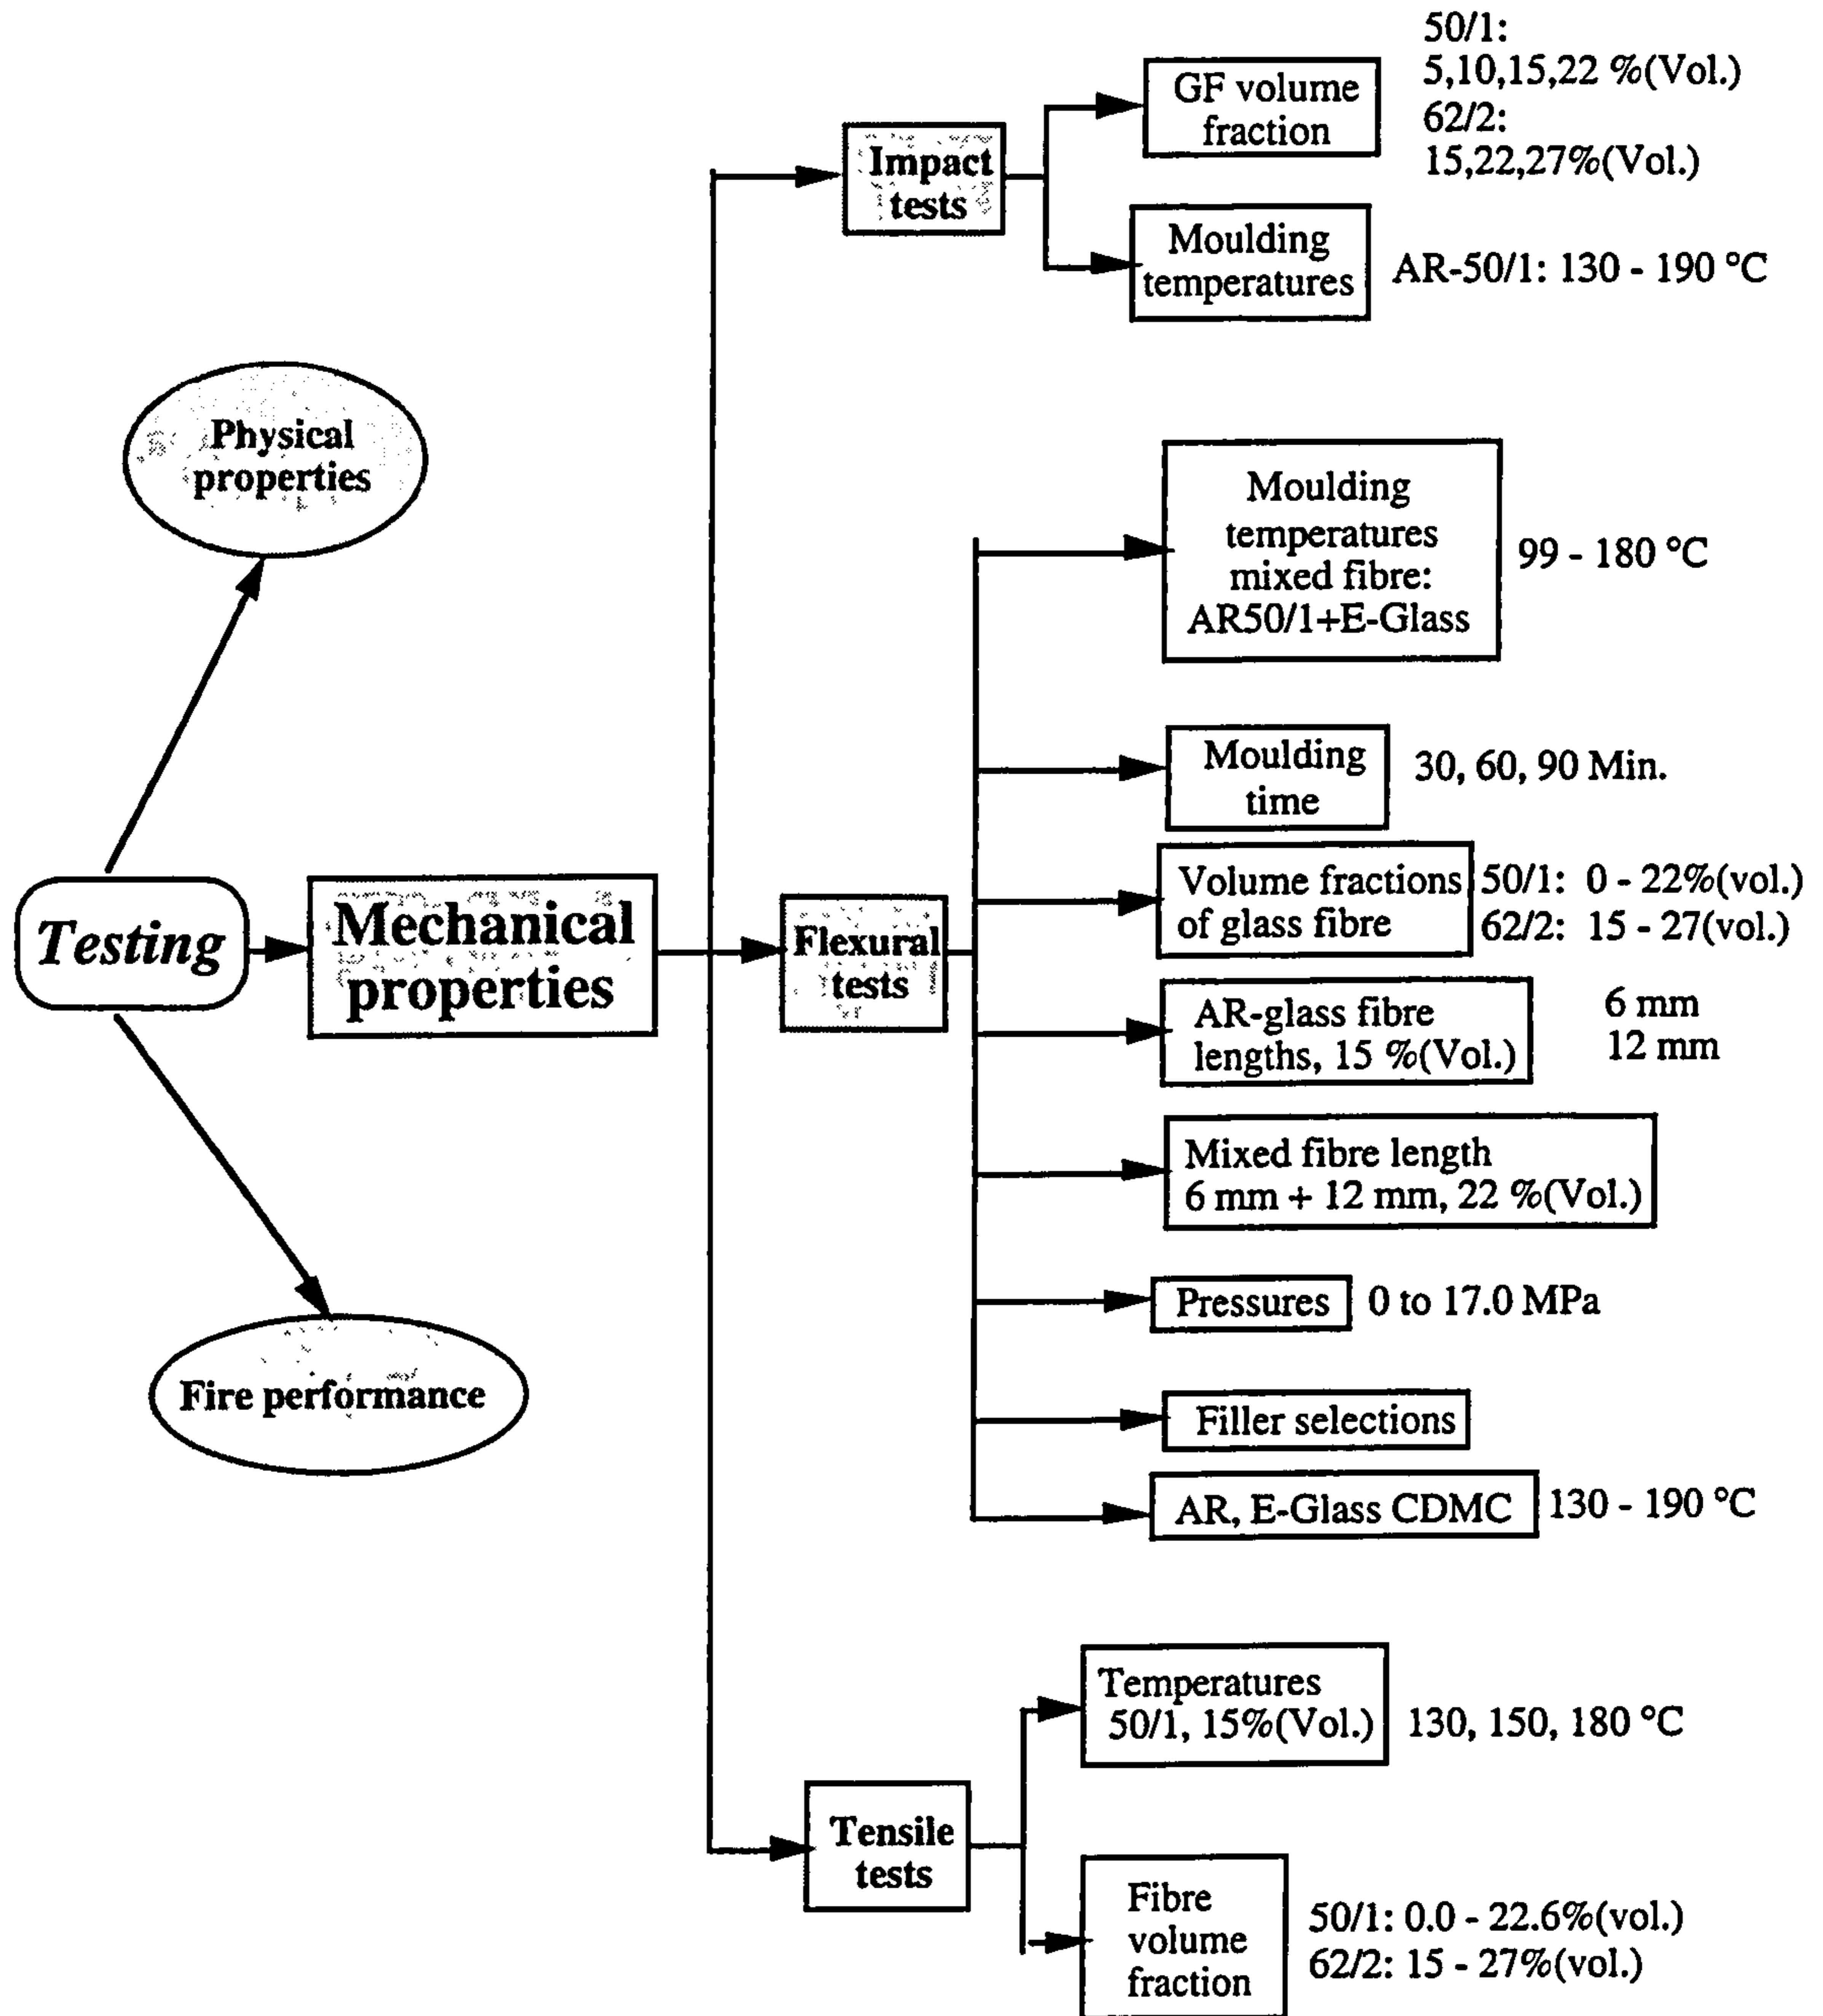 50/1:
5,10,15,22 %(Vol.)
62/2:
15,22,27%(Vol.)
GF volume
fraction
Impact
tests
Moulding
temperatures
AR-50/1: 130 - 190 °C
Physical
properties
Moulding
temperatures
mixed fibre:
AR50/1+E-Glass
99 - 180 °C
Moulding
time
30, 60, 90 Min.
Testing
Mechanical
properties
Flexural
tests
Volume fractions
of glass fibre
50/1: 0 - 22%(vol.)
62/2: 15 - 27(vol.)
AR-glass fibre
lengths, 15 %(Vol.)
6 mm
12 mm
Mixed fibre length
6 mm + 12 mm, 22 %(Vol.)
Pressures
0 to 17.0 MPa
Fire performance
Filler selections
AR, E-Glass CDMC
130 - 190 °C
Temperatures
50/1, 15%(Vol.)
130, 150, 180 °C
Tensile
tests
Fibre
volume
fraction
50/1: 0.0 - 22.6%(vol.)
62/2: 15 - 27%(vol.)